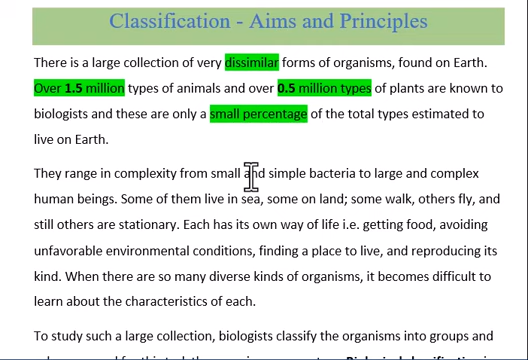 Classification - Aims and Principles
There is a large collection of very dissimilar forms of organisms, found on Earth.
Over 1.5 million types of animals and over 0.5 million types of plants are known to
biologists and these are only a small percentage of the total types estimated to
live on Earth.
They range in complexity from small and simple bacteria to large and complex
human beings. Some of them live in sea, some on land; some walk, others fly, and
still others are stationary. Each has its own way of life i.e. getting food, avoiding
unfavorable environmental conditions, finding a place to live, and reproducing its
kind. When there are so many diverse kinds of organisms, it becomes difficult to
learn about the characteristics of each.
To study such a large collection, biologists classify the organisms into groups and